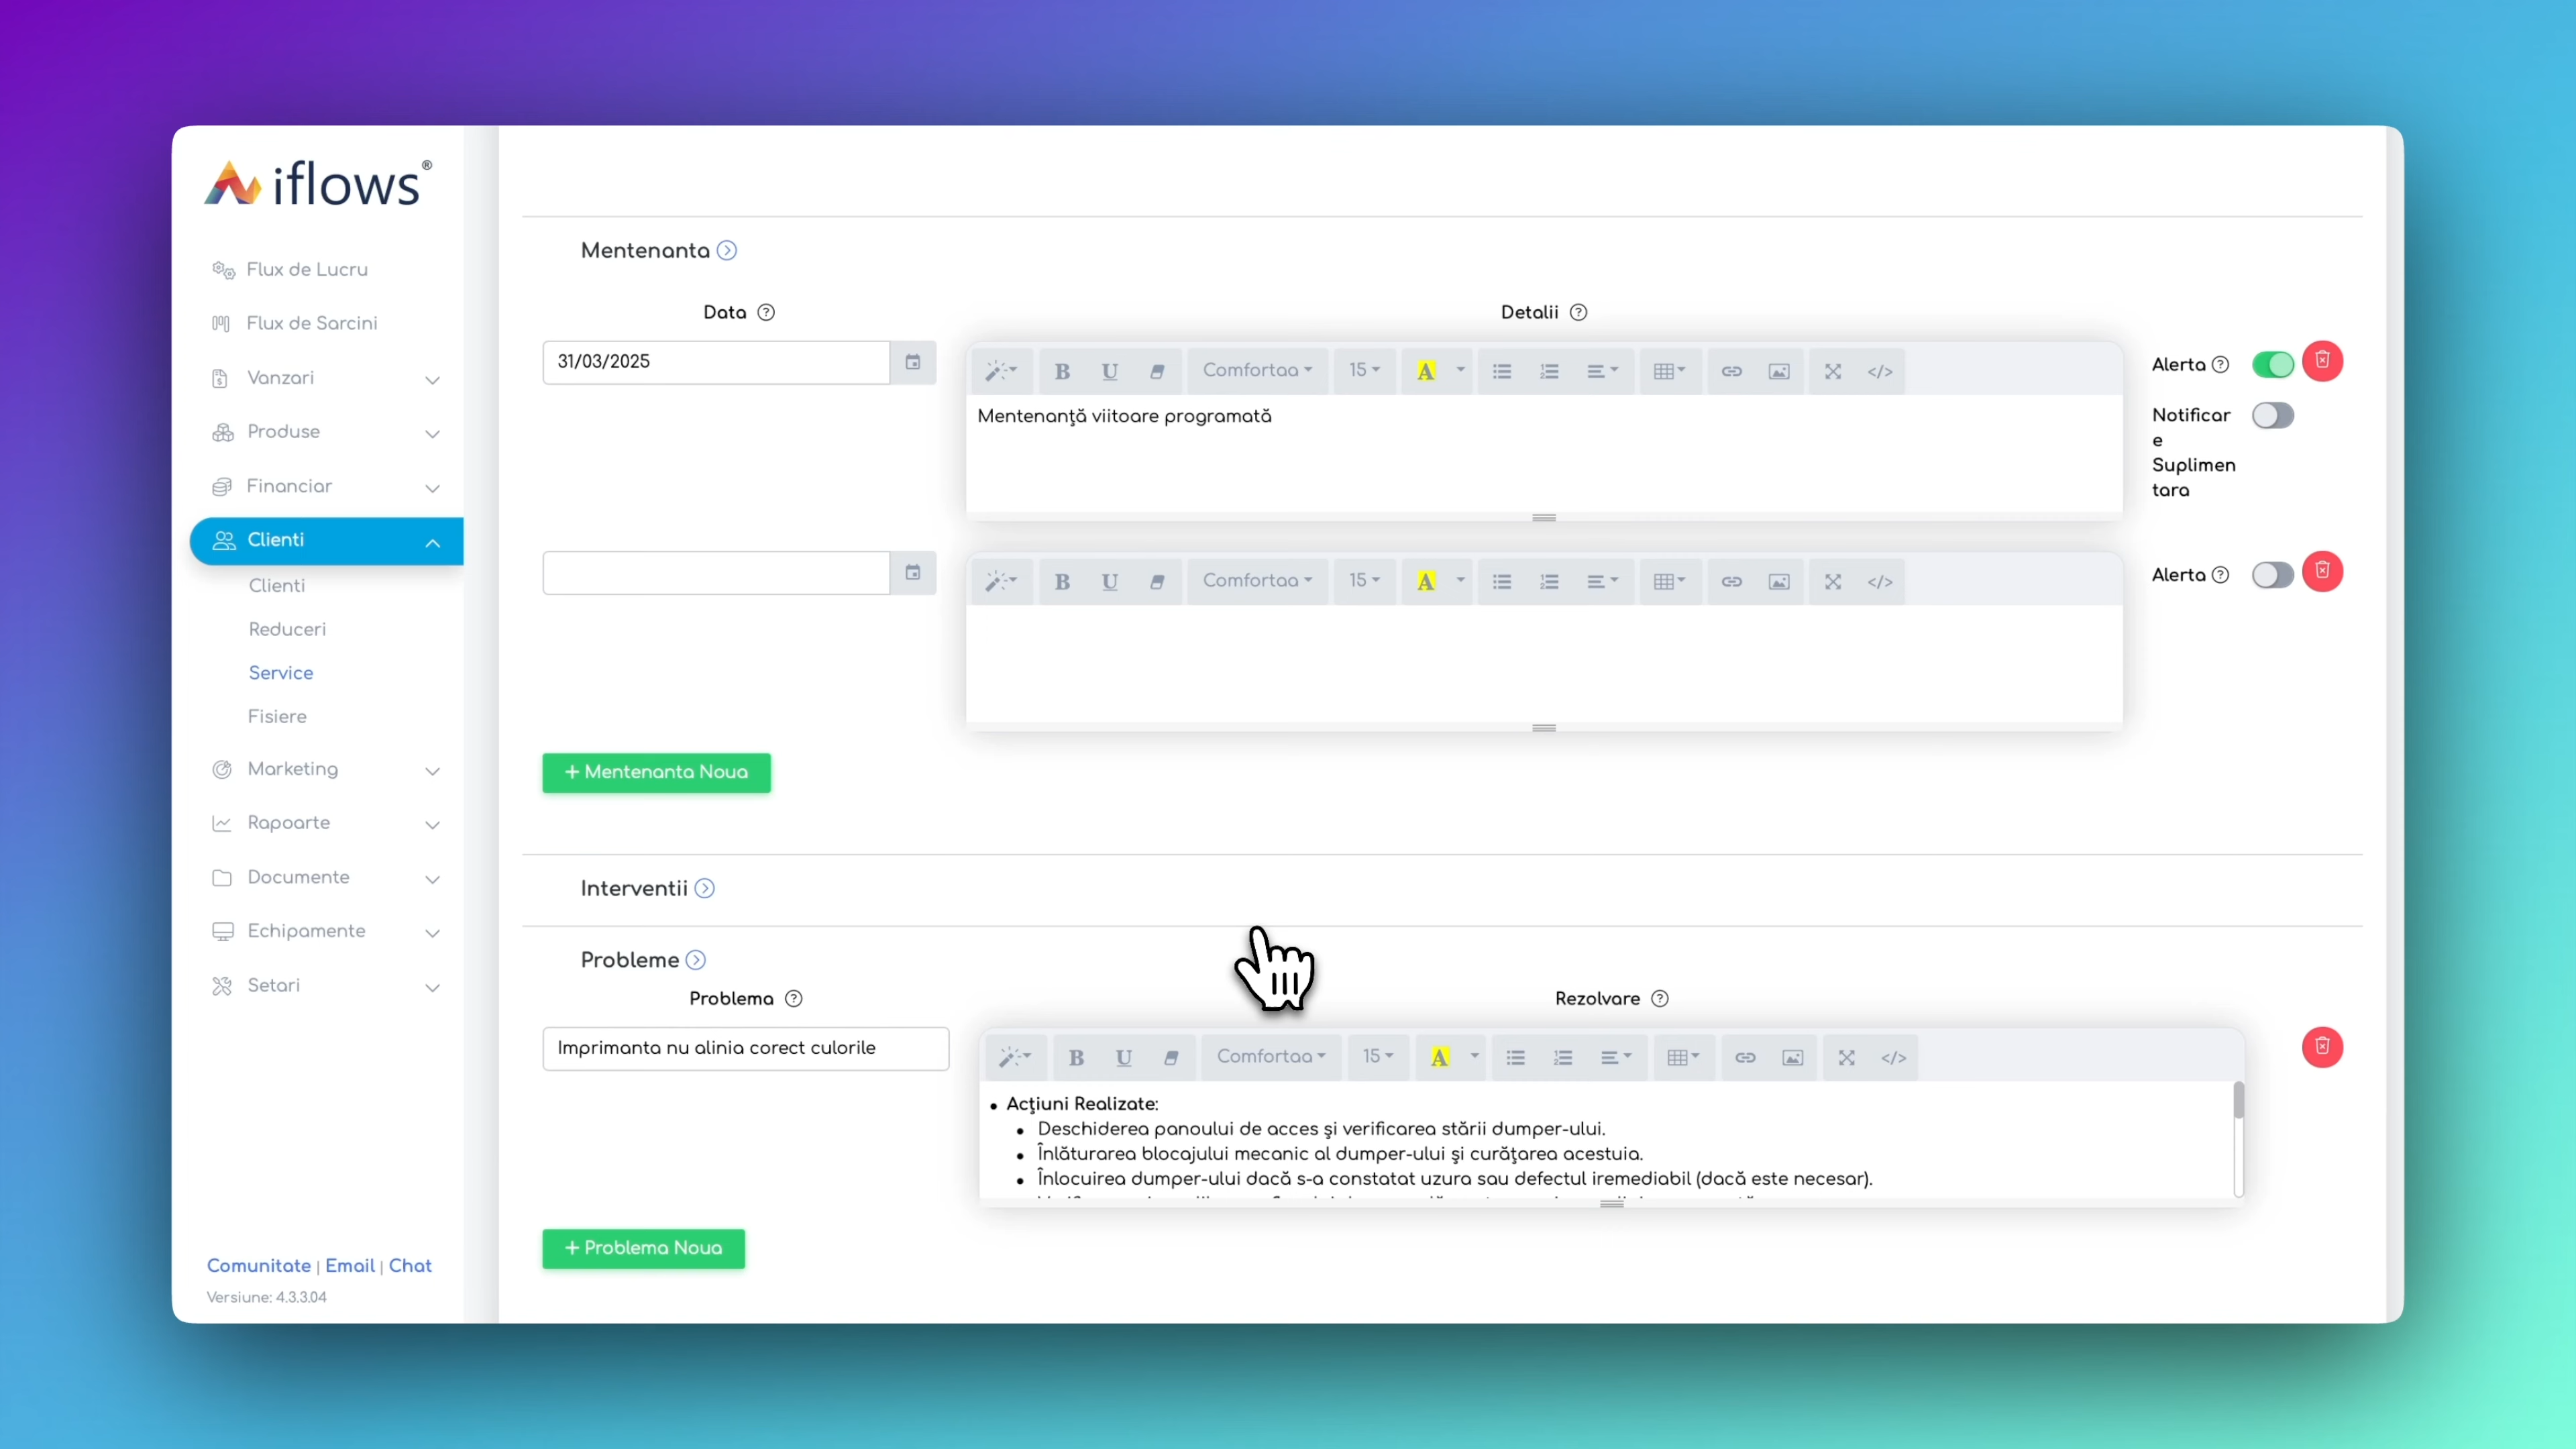 iflows®
Flux de Lucru
Flux de Sarcini
Vanzari
Produse
Financiar
Clienti
Clienti
Reduceri
Service
Fisiere
Marketing
Rapoarte
Documente
Echipamente
Setari
Comunitate | Email | Chat
Versiune: 4.3.3.04
Mentenanta
Data
Detalii
31/03/2025
B U Comfortaa 15 A </>
Mentenanță viitoare programată
Alerta
Notificar
e
Suplimen
tara
B U Comfortaa 15 A </>
Alerta
+ Mentenanta Noua
Interventii
Probleme
Problema
Rezolvare
Imprimanta nu alinia corect culorile
B U Comfortaa 15 A </>
• Acțiuni Realizate:
• Deschiderea panoului de acces și verificarea stării dumper-ului.
• Înlăturarea blocajului mecanic al dumper-ului și curățarea acestuia.
• Înlocuirea dumper-ului dacă s-a constatat uzura sau defectul iremediabil (dacă este necesar).
+ Problema Noua